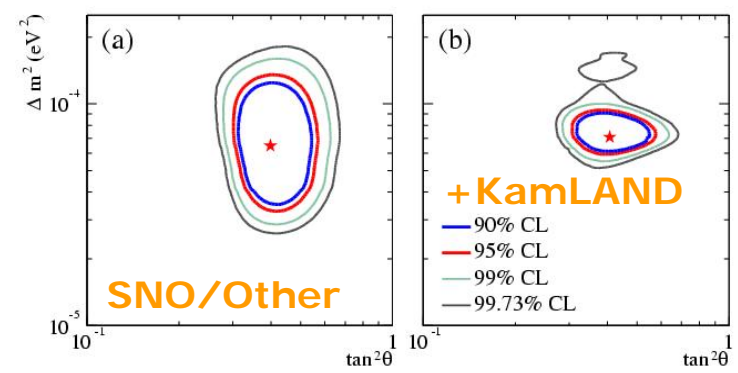 (a)
Δ m² (eV²)
10⁻⁴
10⁻⁵
SNO/Other
10⁻¹
1
tan²θ
(b)
+KamLAND
90% CL
95% CL
99% CL
99.73% CL
10⁻¹
1
tan²θ